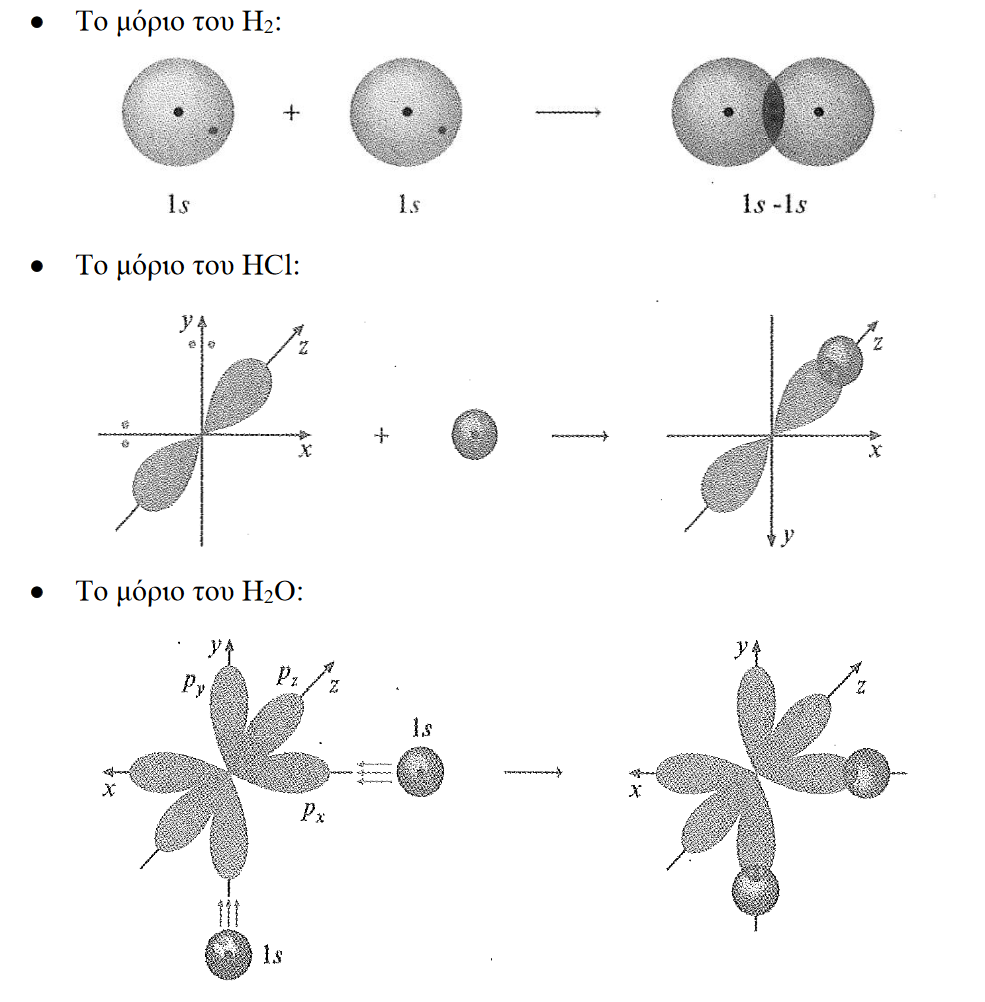 • Το μόριο του H₂:
+
1s
1s
1s -1s
• Το μόριο του HCl:
y
z
x
+
z
x
y
• Το μόριο του H₂O:
y
p_y
p_z
z
1s
x
p_x
1s
y
z
x